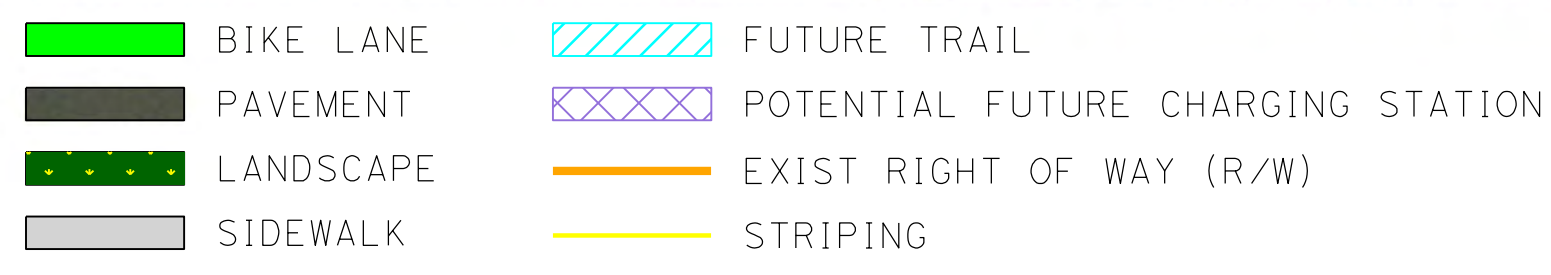 BIKE LANE
PAVEMENT
LANDSCAPE
SIDEWALK
FUTURE TRAIL
POTENTIAL FUTURE CHARGING STATION
EXIST RIGHT OF WAY (R/W)
STRIPING